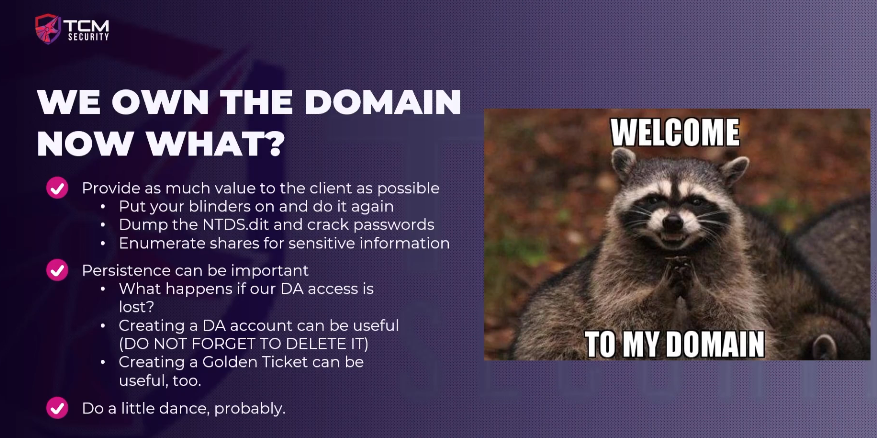 TCM
SECURITY
WE OWN THE DOMAIN
NOW WHAT?
Provide as much value to the client as possible
• Put your blinders on and do it again
• Dump the NTDS.dit and crack passwords
• Enumerate shares for sensitive information
Persistence can be important
• What happens if our DA access is
lost?
• Creating a DA account can be useful
(DO NOT FORGET TO DELETE IT)
• Creating a Golden Ticket can be
useful, too.
Do a little dance, probably.
WELCOME
TO MY DOMAIN